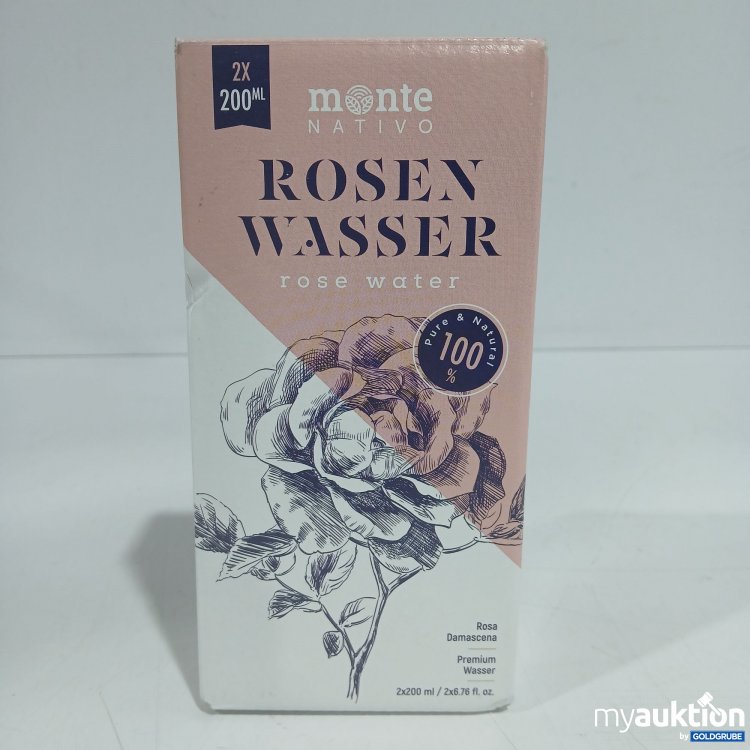 2X
200ML
monte
NATIVO
ROSEN
WASSER
rose water
Pure & Natural
100
%
Rosa
Damascena
Premium
Wasser
2x200 ml / 2x6.76 fl. oz.
myauktion
by GOLDGRUBE